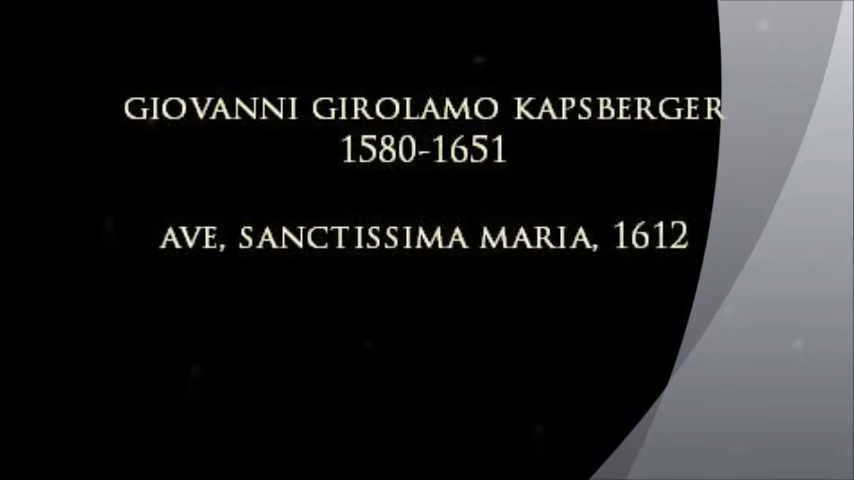 GIOVANNI GIROLAMO KAPSBERGER
1580-1651
AVE, SANCTISSIMA MARIA, 1612